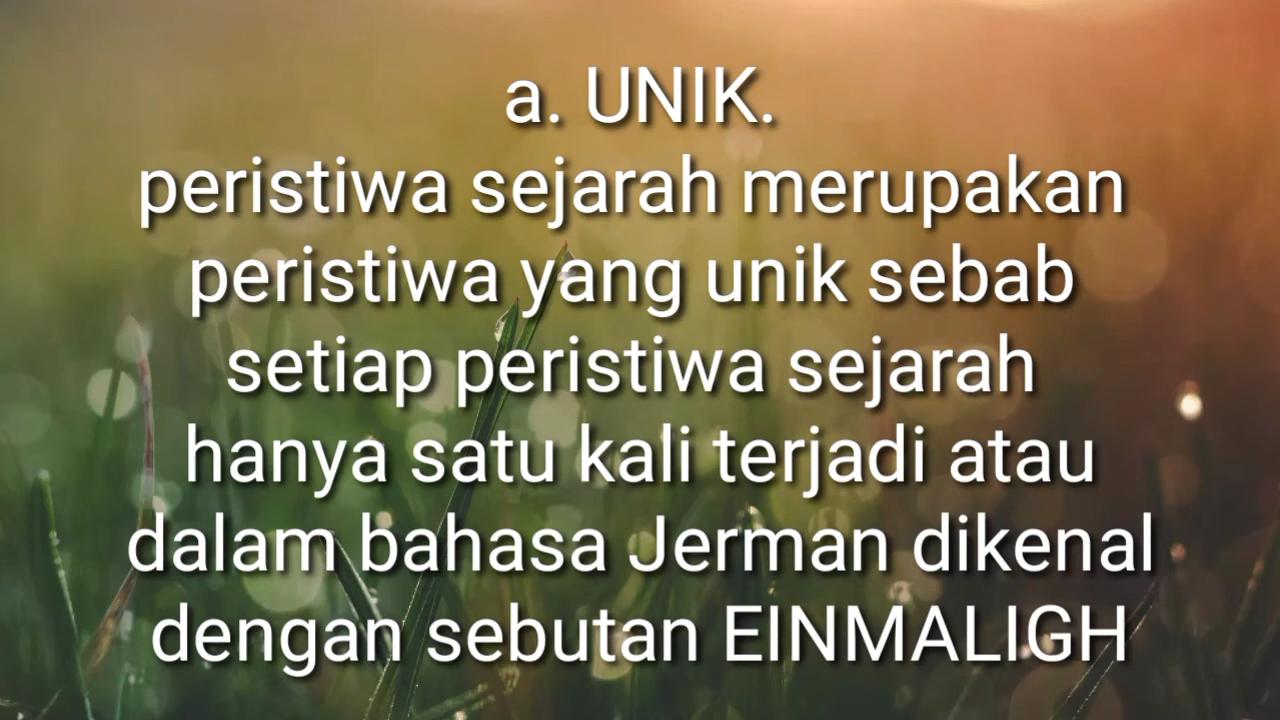 a. UNIK.
peristiwa sejarah merupakan
peristiwa yang unik sebab
setiap peristiwa sejarah
hanya satu kali terjadi atau
dalam bahasa Jerman dikenal
dengan sebutan EINMALIGH